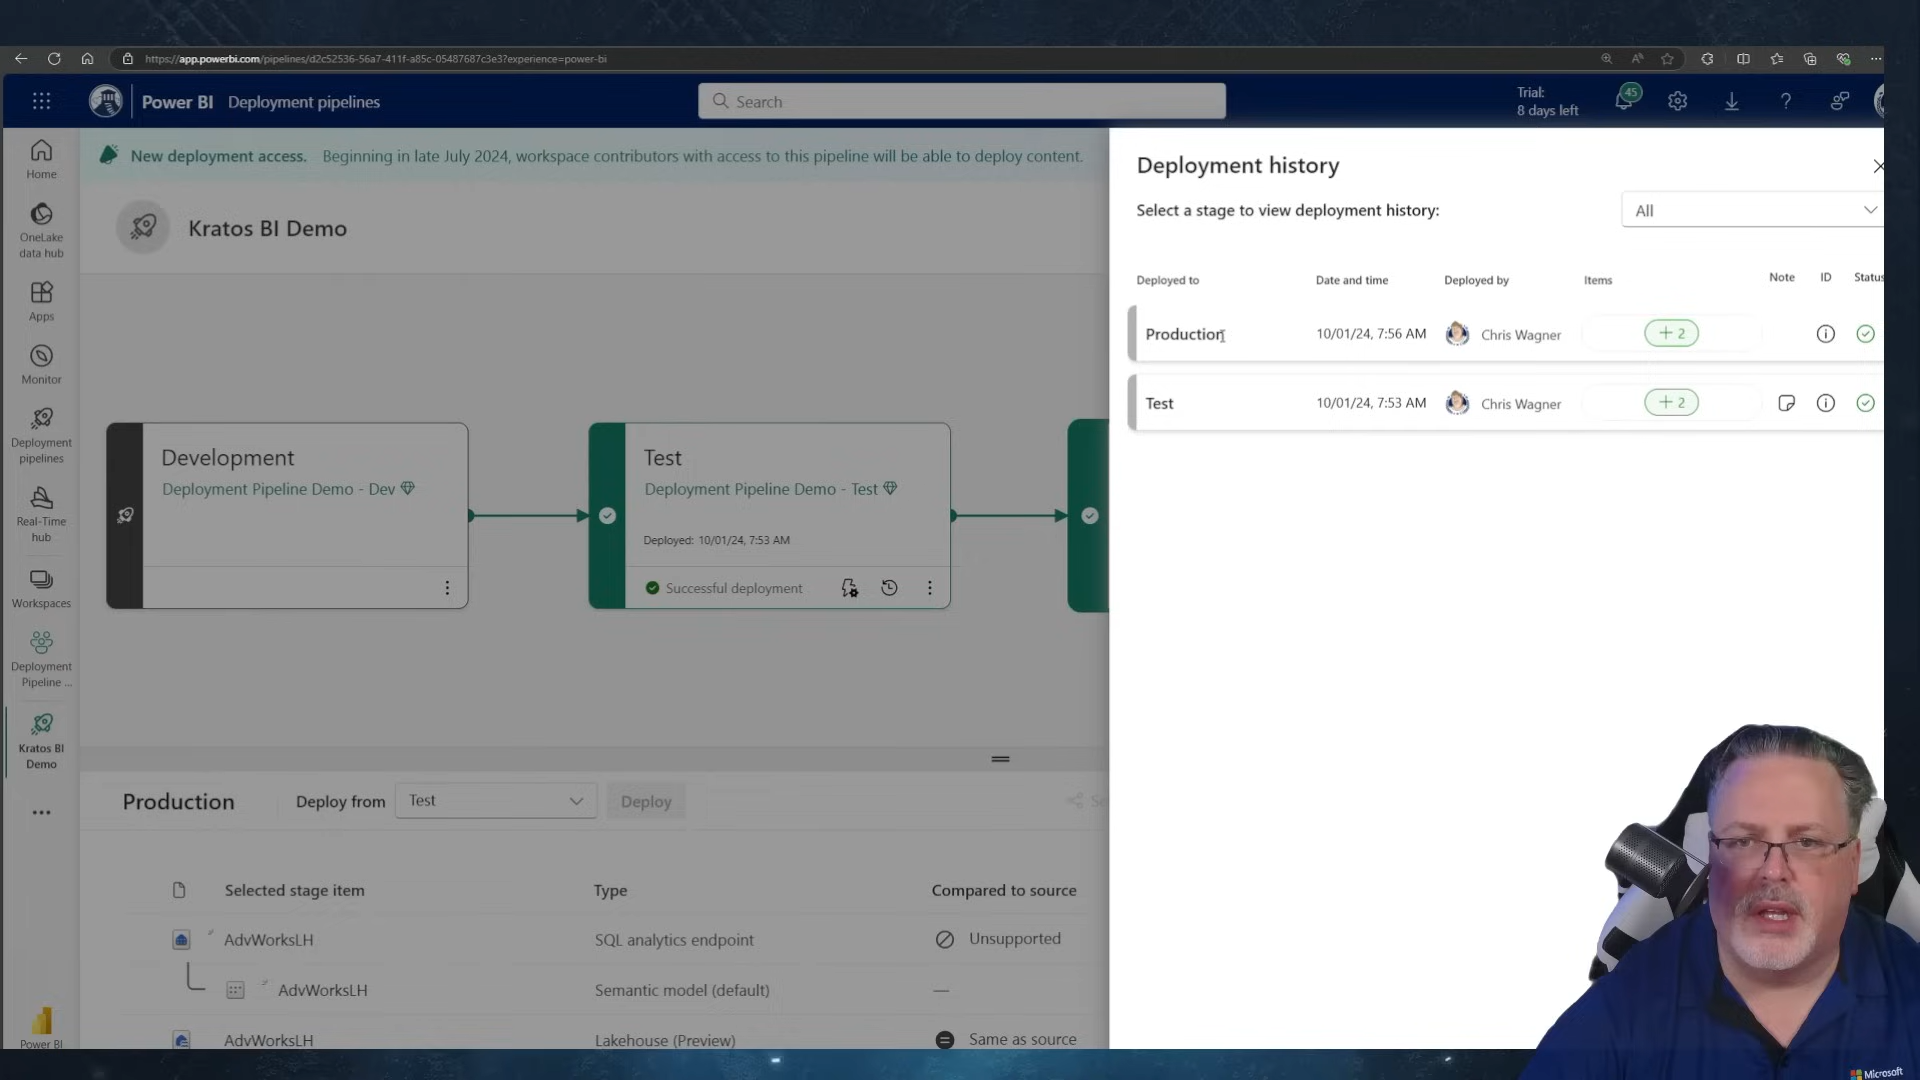 https://app.powerbi.com/pipelines/d2c52536-56a7-411f-a85c-05487687c3e3?experience=power-bi
Power BI Deployment pipelines
Search
Trial:
8 days left
45
?
Home
OneLake
data hub
Apps
Monitor
Deployment
pipelines
Real-Time
hub
Workspaces
Deployment
Pipeline ...
Kratos BI
Demo
Power BI
New deployment access. Beginning in late July 2024, workspace contributors with access to this pipeline will be able to deploy content.
Kratos BI Demo
Development
Deployment Pipeline Demo - Dev
Test
Deployment Pipeline Demo - Test
Deployed: 10/01/24, 7:53 AM
Successful deployment
Production
Deploy from
Test
Deploy
Selected stage item Type Compared to source
AdvWorksLH SQL analytics endpoint Unsupported
AdvWorksLH Semantic model (default) —
AdvWorksLH Lakehouse (Preview) Same as source
Deployment history
Select a stage to view deployment history:
All
Deployed to Date and time Deployed by Items Note ID Status
Production 10/01/24, 7:56 AM Chris Wagner + 2
Test 10/01/24, 7:53 AM Chris Wagner + 2
Microsoft